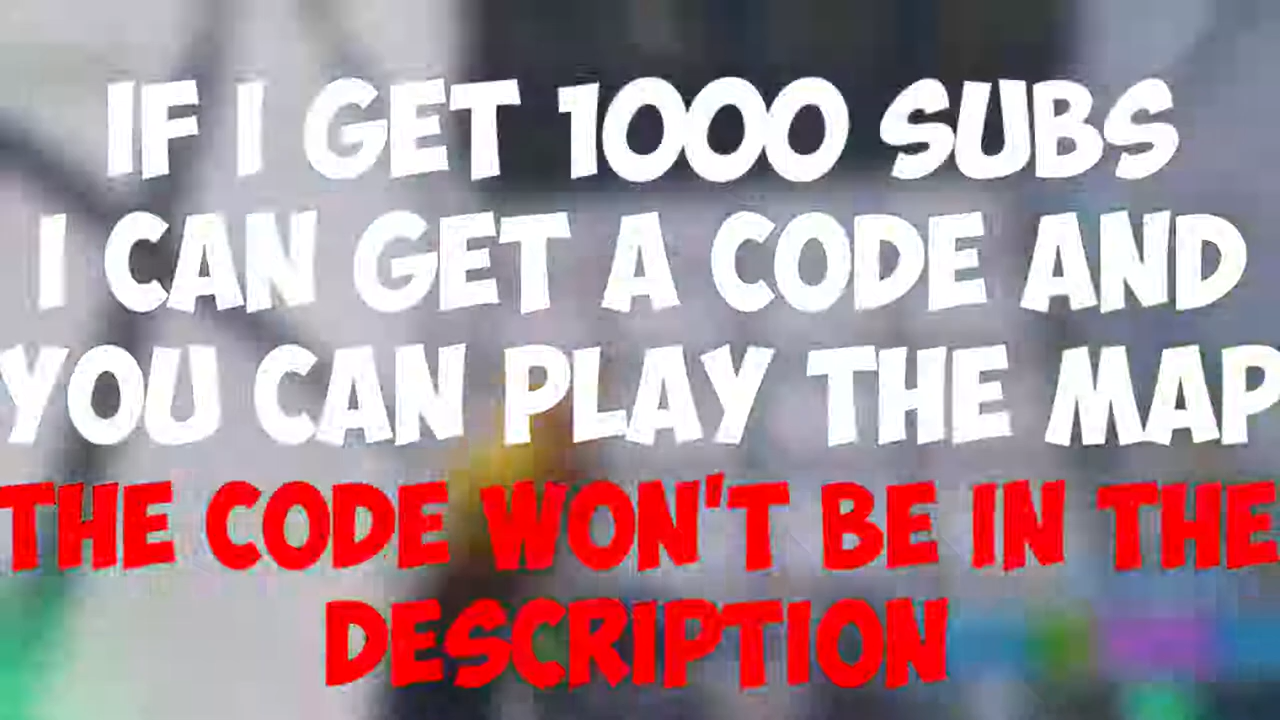 IF I GET 1000 SUBS
I CAN GET A CODE AND
YOU CAN PLAY THE MAP
THE CODE WON'T BE IN THE
DESCRIPTION